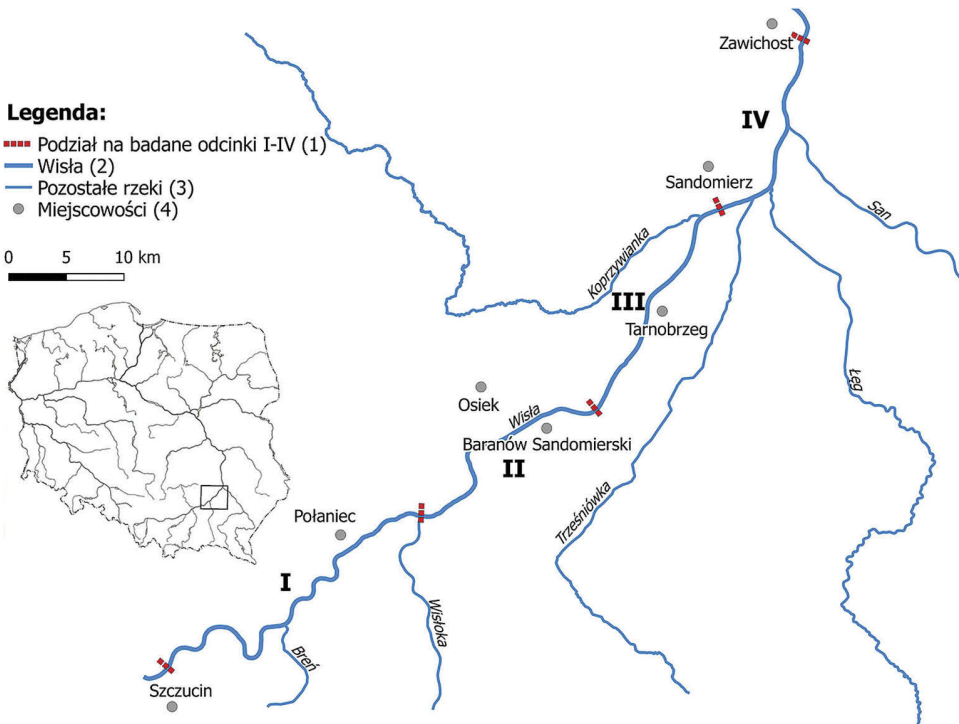 Zawichost
Legenda:
Podział na badane odcinki I-IV (1)
Wisła (2)
Pozostałe rzeki (3)
Miejscowości (4)
0 5 10 km
IV
Sandomierz
San
Koprzywianka
III
Tarnobrzeg
Łęg
Osiek
Wisła
Baranów Sandomierski
II
Trześniówka
Połaniec
I
Wisłoka
Breń
Szczucin